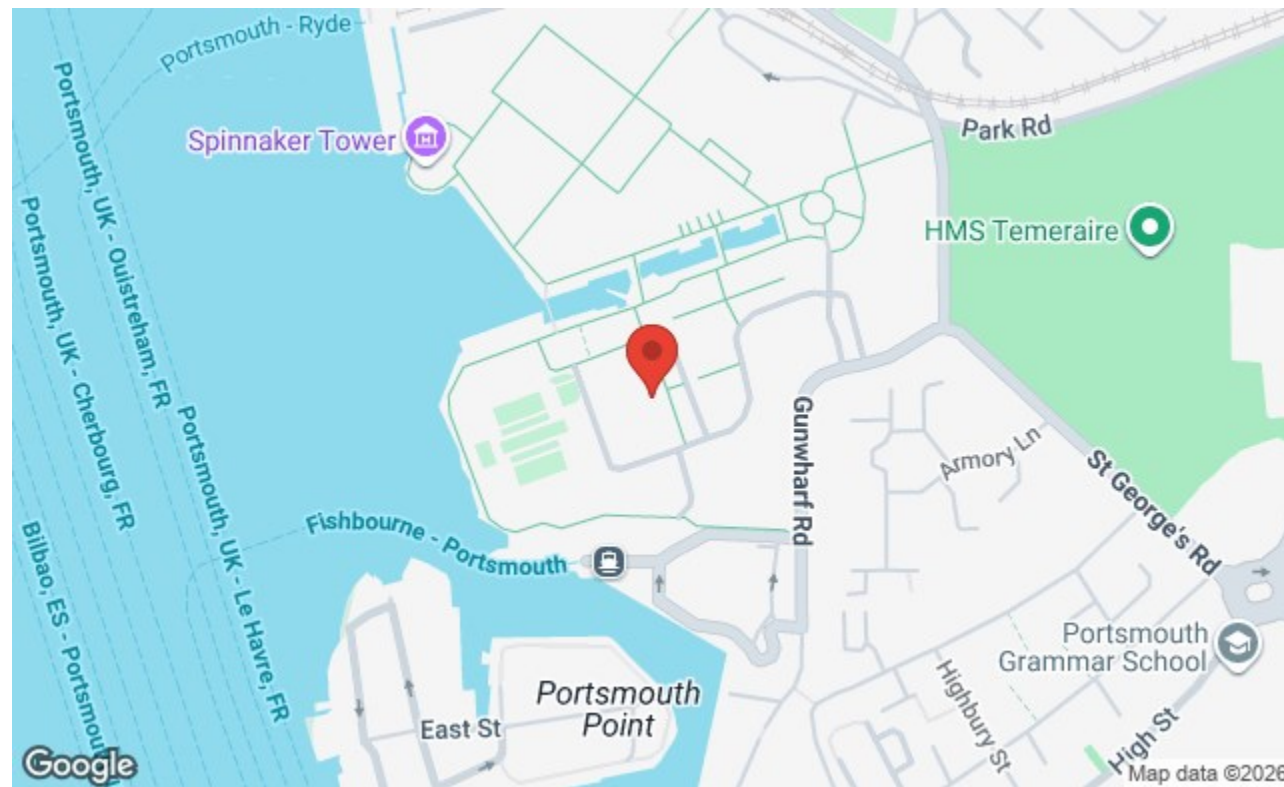 Portsmouth - Ryde
Portsmouth, UK - Ouistreham, FR
Portsmouth, UK - Cherbourg, FR
Portsmouth, UK - Le Havre, FR
Bilbao, ES - Portsmou
Spinnaker Tower
Park Rd
HMS Temeraire
Gunwharf Rd
Armory Ln
St George's Rd
Fishbourne - Portsmouth
Portsmouth
Grammar School
Portsmouth
Point
East St
Highbury St
High St
Google
Map data ©2026